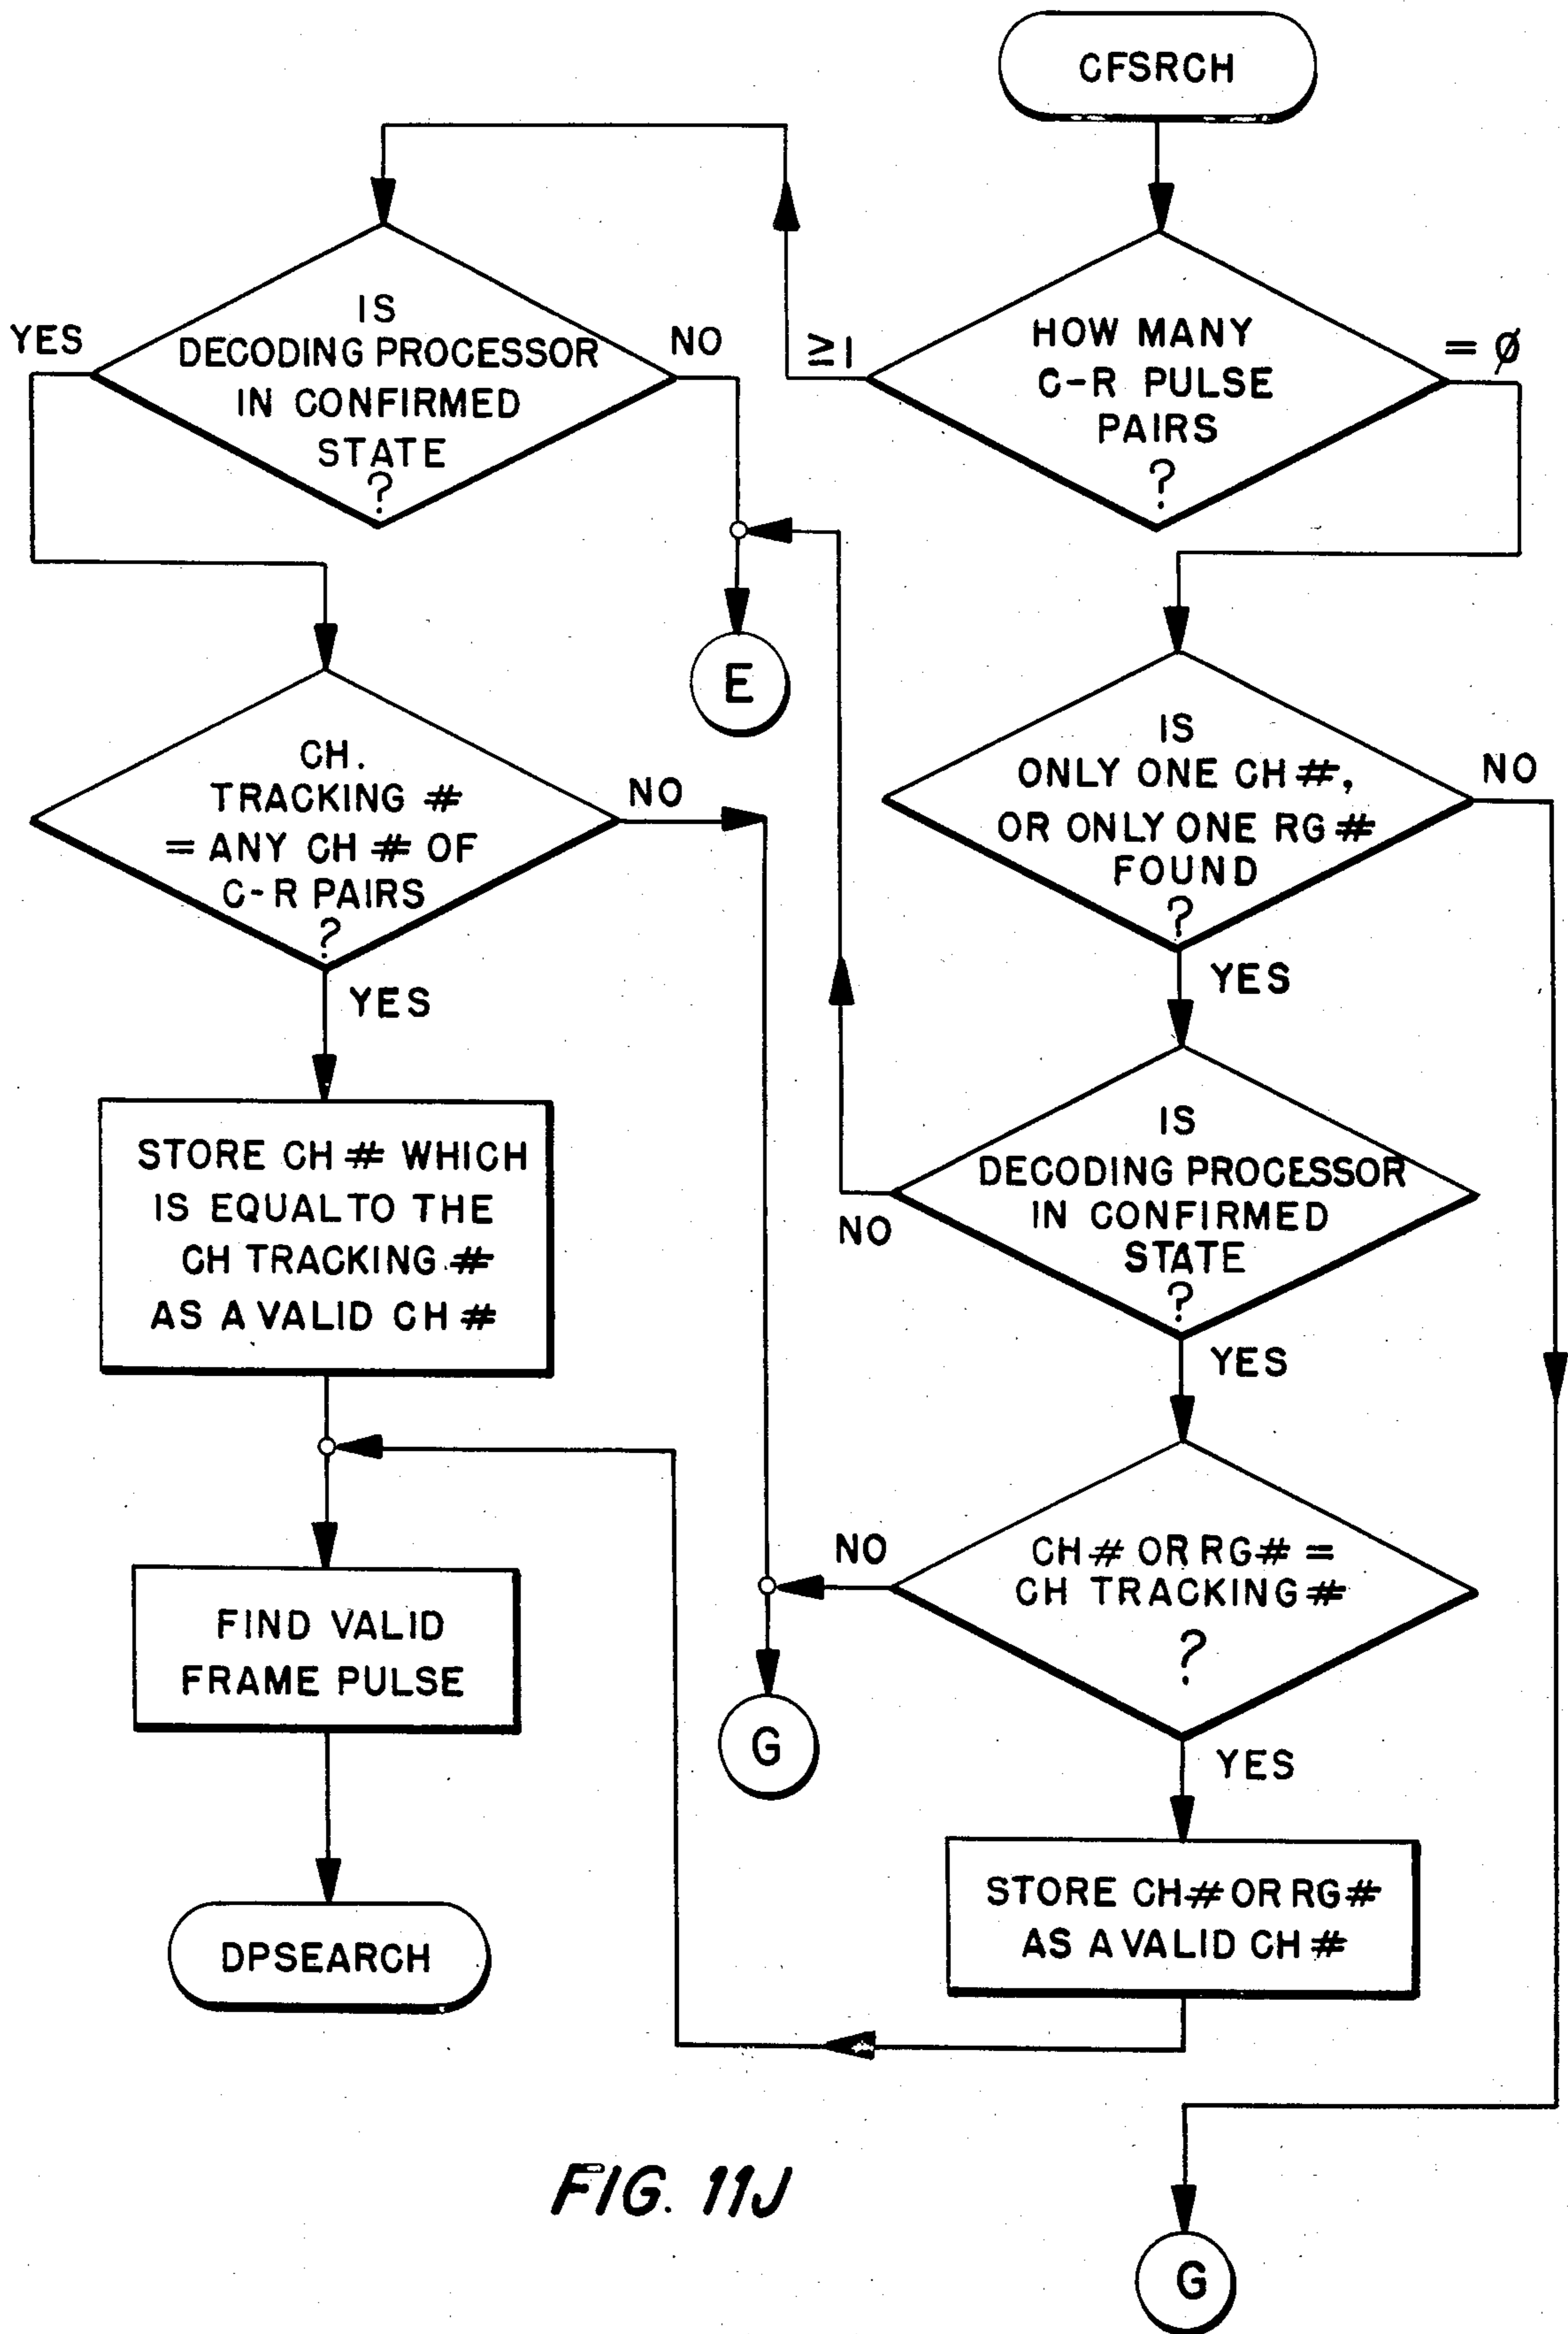 CFSRCH
HOW MANY
C-R PULSE
PAIRS
?
≥1
= Ø
IS
DECODING PROCESSOR
IN CONFIRMED
STATE
?
YES
NO
E
CH.
TRACKING #
= ANY CH # OF
C-R PAIRS
?
NO
YES
STORE CH # WHICH
IS EQUAL TO THE
CH TRACKING #
AS A VALID CH #
FIND VALID
FRAME PULSE
DPSEARCH
IS
ONLY ONE CH #,
OR ONLY ONE RG #
FOUND
?
NO
YES
IS
DECODING PROCESSOR
IN CONFIRMED
STATE
?
NO
YES
CH# OR RG# =
CH TRACKING #
?
NO
G
YES
STORE CH# OR RG#
AS A VALID CH #
G
FIG. 11J